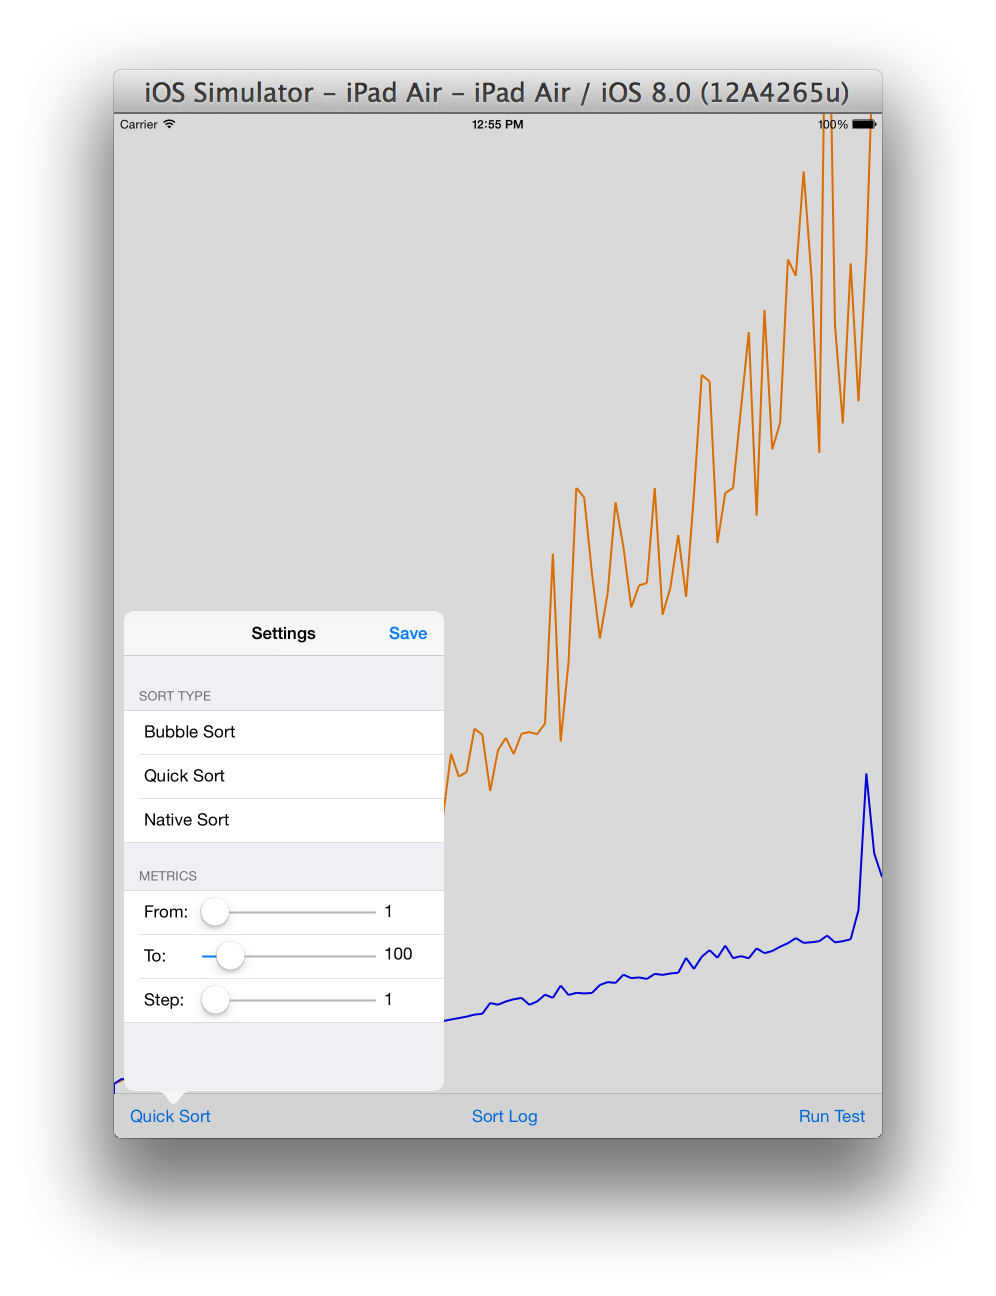 iOS Simulator – iPad Air – iPad Air / iOS 8.0 (12A4265u)
Carrier 12:55 PM 100%
Settings Save
SORT TYPE
Bubble Sort
Quick Sort
Native Sort
METRICS
From: 1
To: 100
Step: 1
Quick Sort Sort Log Run Test